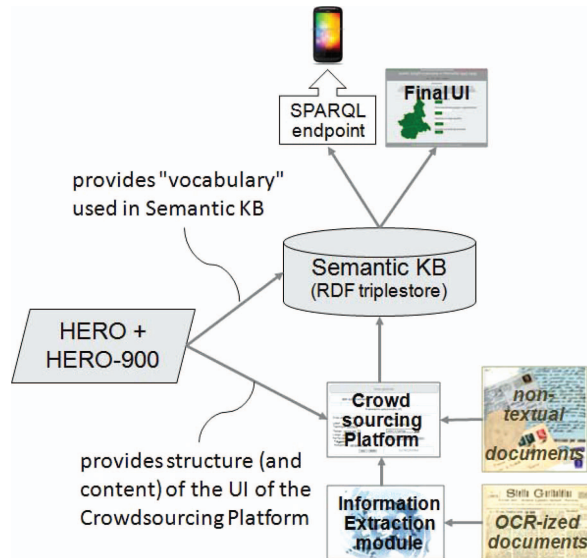 SPARQL
endpoint
Final UI
provides "vocabulary"
used in Semantic KB
Semantic KB
(RDF triplestore)
HERO +
HERO-900
Crowd
sourcing
Platform
non-
textual
documents
provides structure (and
content) of the UI of the
Crowdsourcing Platform
Information
Extraction
module
OCR-ized
documents